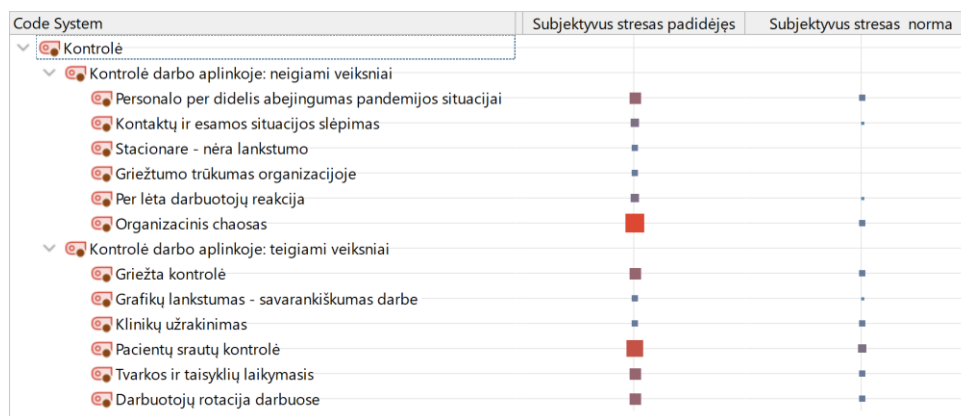 Code System Subjektyvus stresas padidėjęs Subjektyvus stresas norma
Kontrolė
Kontrolė darbo aplinkoje: neigiami veiksniai
Personalo per didelis abejingumas pandemijos situacijai
Kontaktų ir esamos situacijos slėpimas
Stacionare - nėra lankstumo
Griežtumo trūkumas organizacijoje
Per lėta darbuotojų reakcija
Organizacinis chaosas
Kontrolė darbo aplinkoje: teigiami veiksniai
Griežta kontrolė
Grafikų lankstumas - savarankiškumas darbe
Klinikų užrakinimas
Pacientų srautų kontrolė
Tvarkos ir taisyklių laikymasis
Darbuotojų rotacija darbuose